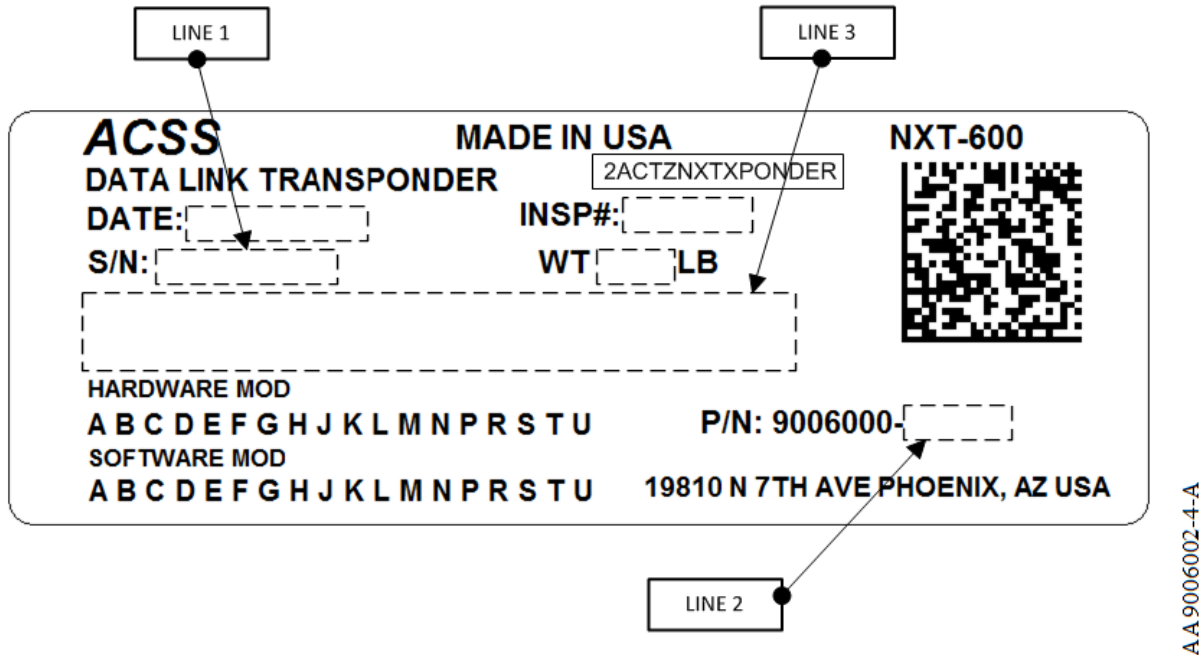 LINE 1
LINE 3
ACSS MADE IN USA NXT-600
2ACTZNXTXPONDER
DATA LINK TRANSPONDER
DATE: INSP#:
S/N: WT LB
HARDWARE MOD
A B C D E F G H J K L M N P R S T U
P/N: 9006000-
SOFTWARE MOD
A B C D E F G H J K L M N P R S T U
19810 N 7TH AVE PHOENIX, AZ USA
LINE 2
AA9006002-4-A